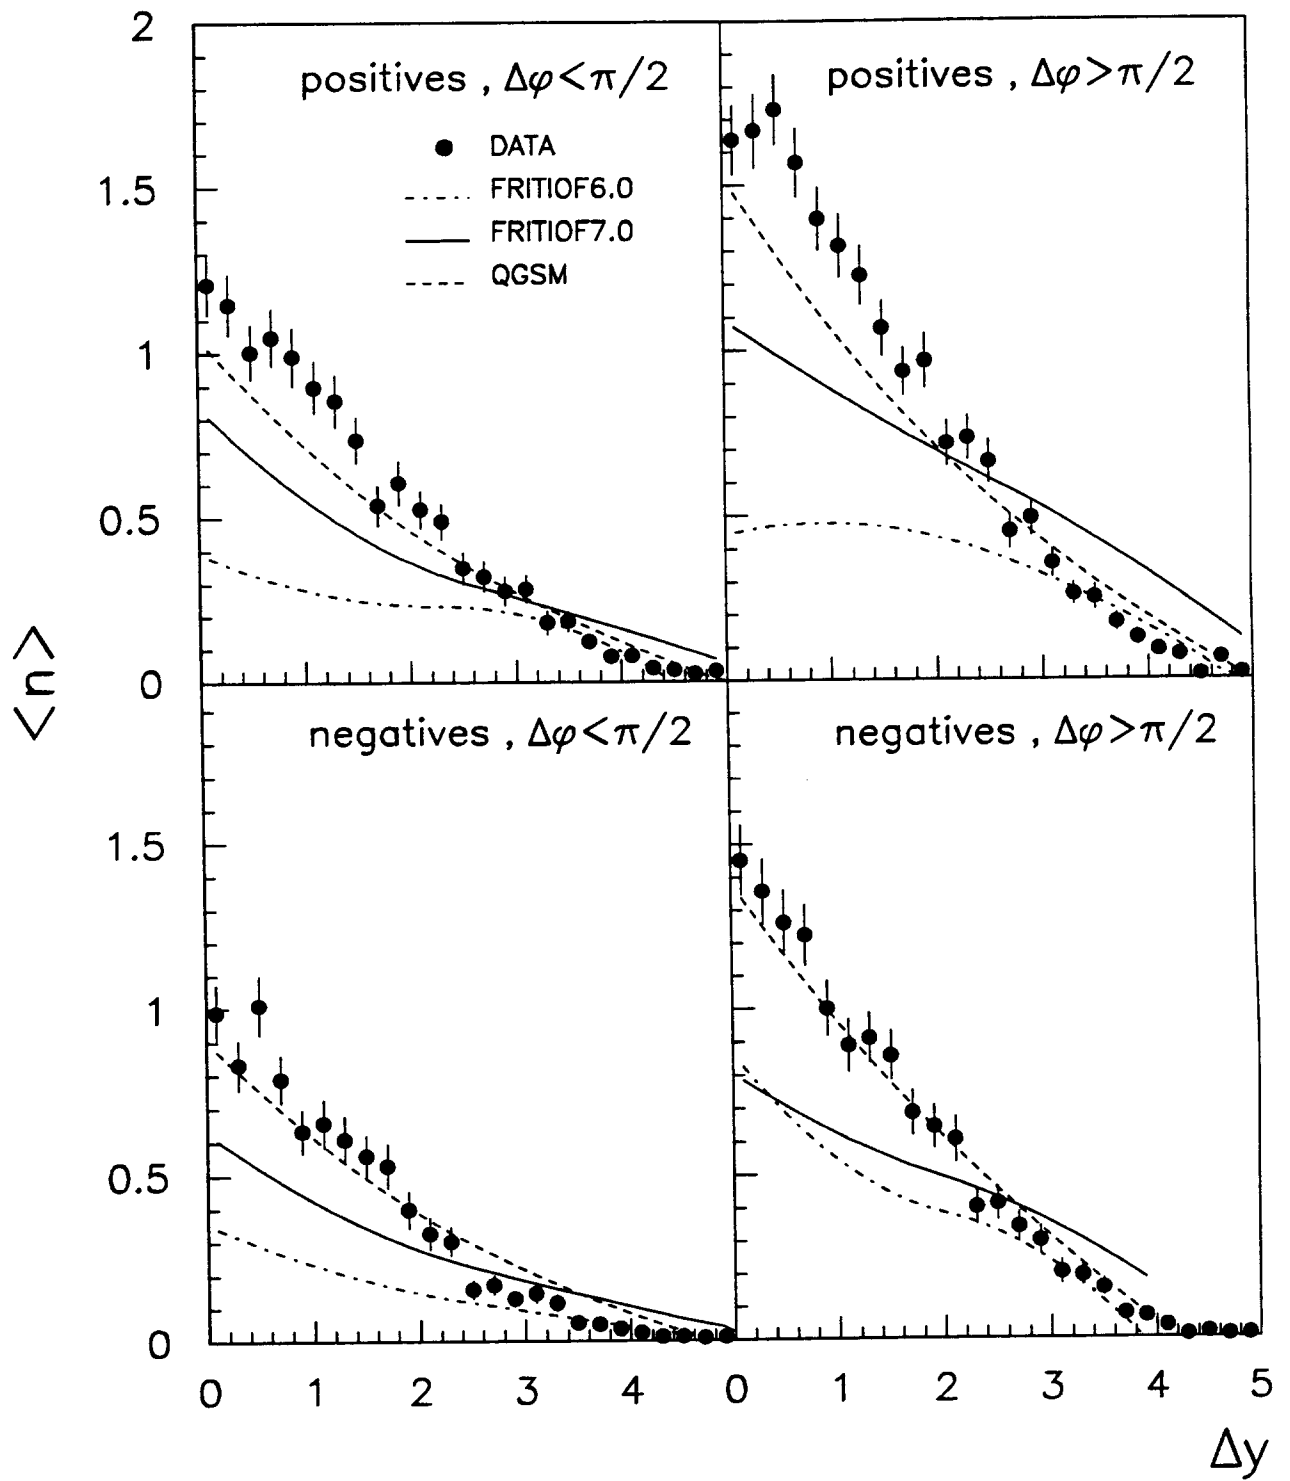 2
positives , Δφ<π/2
positives , Δφ>π/2
DATA
FRITIOF6.0
FRITIOF7.0
QGSM
1.5
1
0.5
0
<n>
negatives , Δφ<π/2
negatives , Δφ>π/2
1.5
1
0.5
0
0 1 2 3 4 0 1 2 3 4 5
Δy